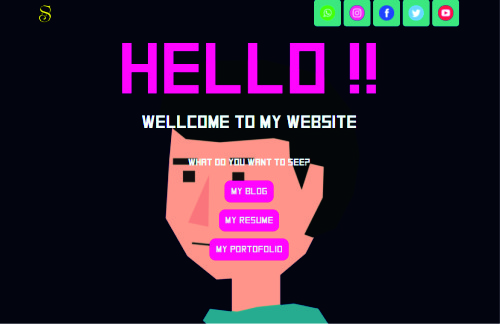 S
HELLO !!
WELLCOME TO MY WEBSITE
WHAT DO YOU WANT TO SEE?
MY BLOG
MY RESUME
MY PORTOFOLIO